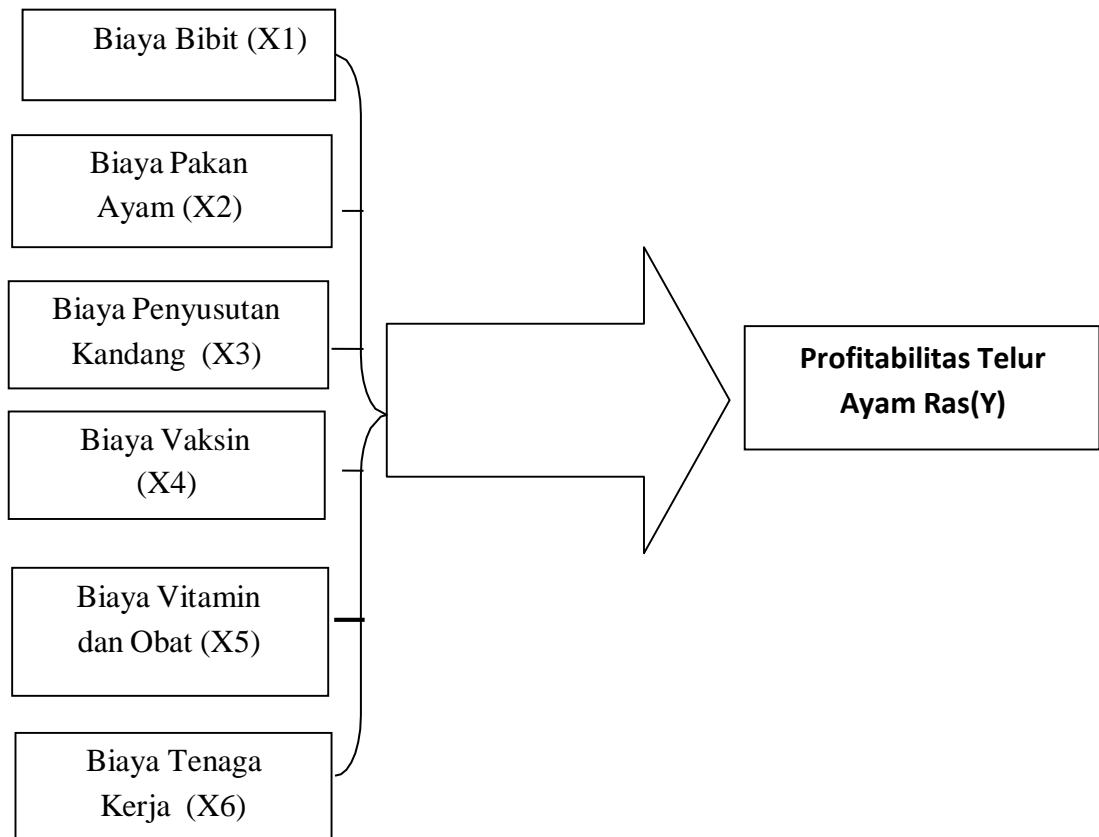 Biaya Bibit (X1)
Biaya Pakan
Ayam (X2)
Biaya Penyusutan
Kandang (X3)
Biaya Vaksin
(X4)
Biaya Vitamin
dan Obat (X5)
Biaya Tenaga
Kerja (X6)
Profitabilitas Telur
Ayam Ras(Y)